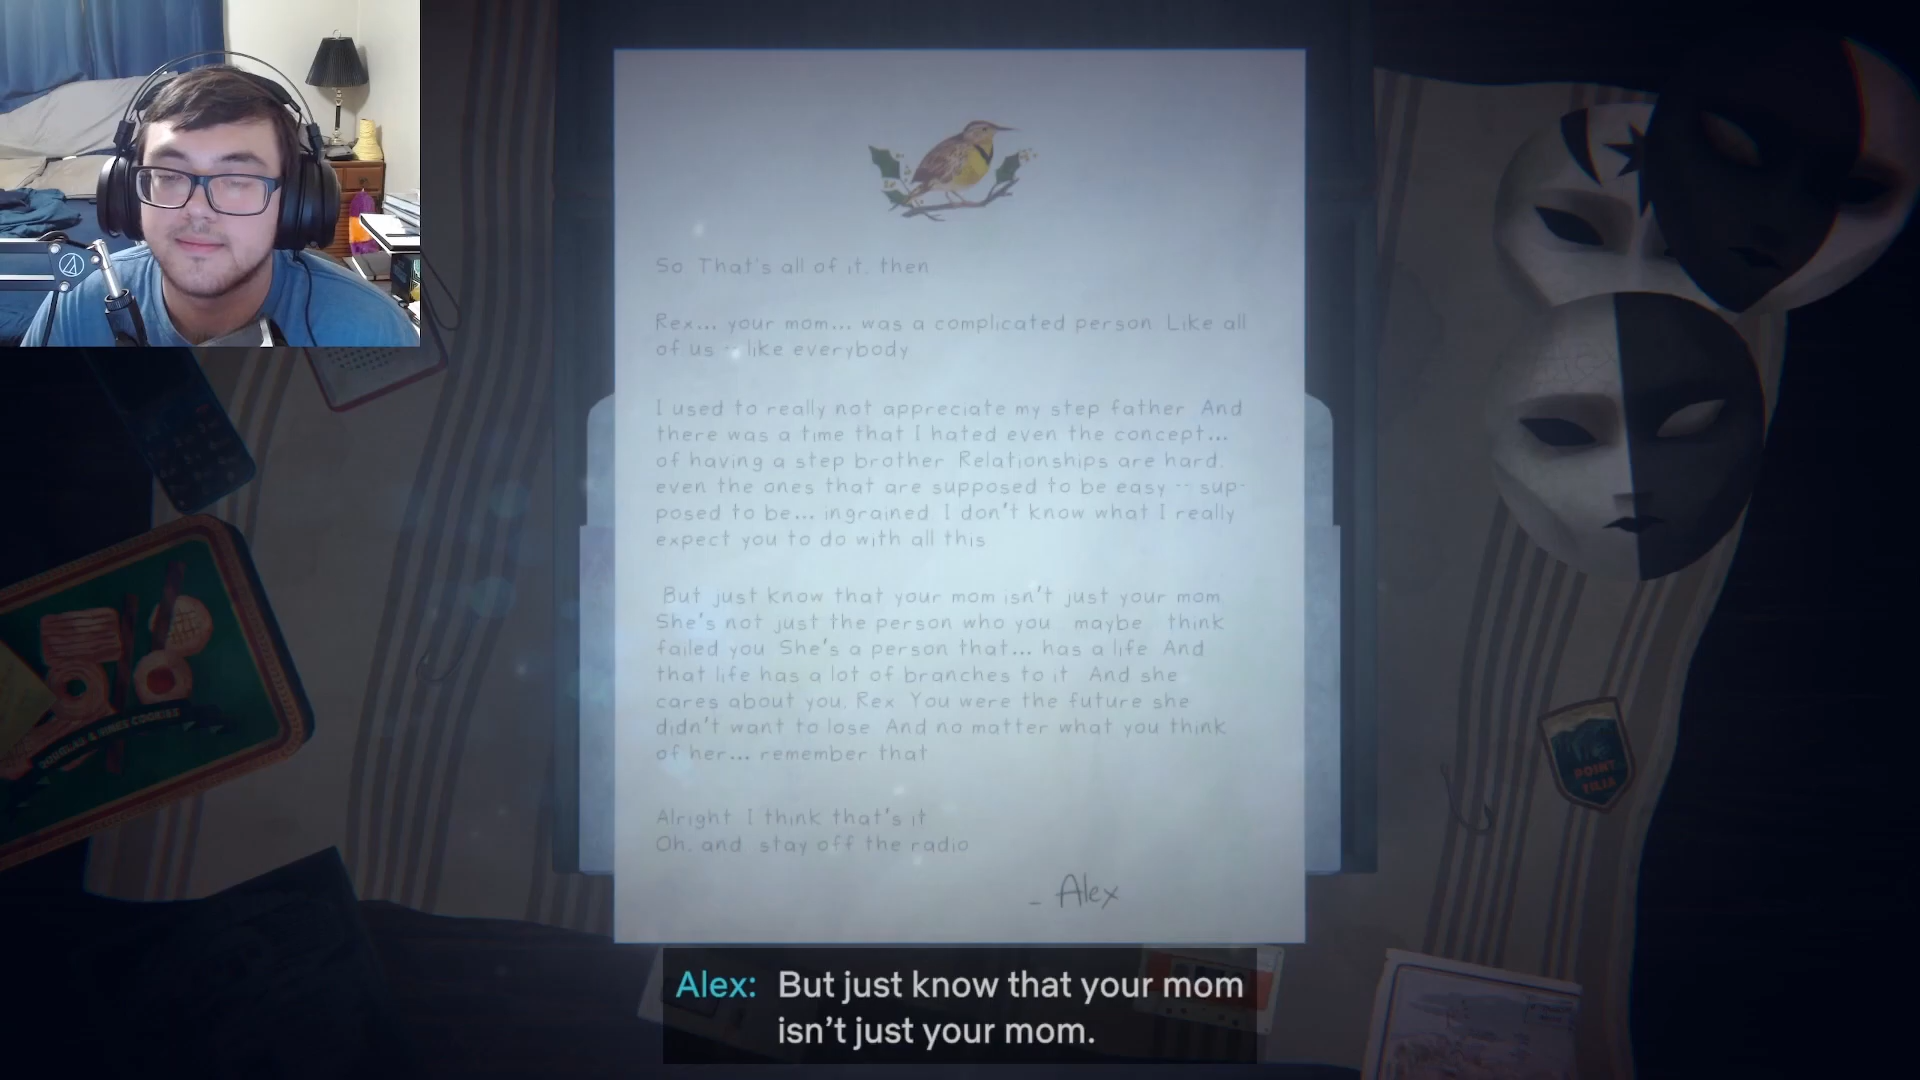 So That's all of it, then
Rex... your mom... was a complicated person Like all
of us -- like everybody
I used to really not appreciate my step father And
there was a time that I hated even the concept...
of having a step brother Relationships are hard,
even the ones that are supposed to be easy -- sup-
posed to be... ingrained I don't know what I really
expect you to do with all this
But just know that your mom isn't just your mom
She's not just the person who you maybe think
failed you She's a person that... has a life And
that life has a lot of branches to it And she
cares about you, Rex You were the future she
didn't want to lose And no matter what you think
of her... remember that
Alright I think that's it
Oh, and stay off the radio
- Alex
DOUGLAS & HINES COOKIES
POINT
TILIA
Alex: But just know that your mom
isn't just your mom.